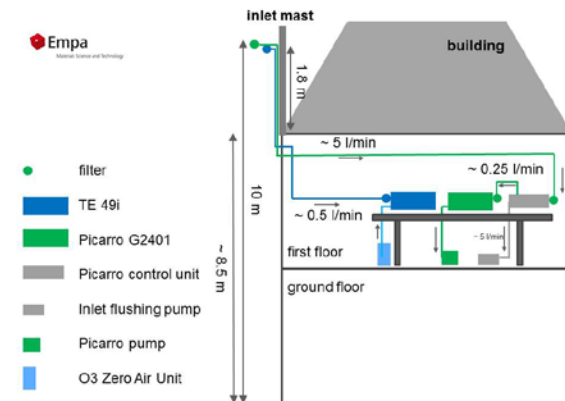 inlet mast
Empa
Materials Science and Technology
building
1.8 m
~ 5 l/min
~ 0.25 l/min
filter
TE 49i
Picarro G2401
Picarro control unit
Inlet flushing pump
Picarro pump
O3 Zero Air Unit
10 m
~ 8.5 m
~ 0.5 l/min
~5 l/min
first floor
ground floor